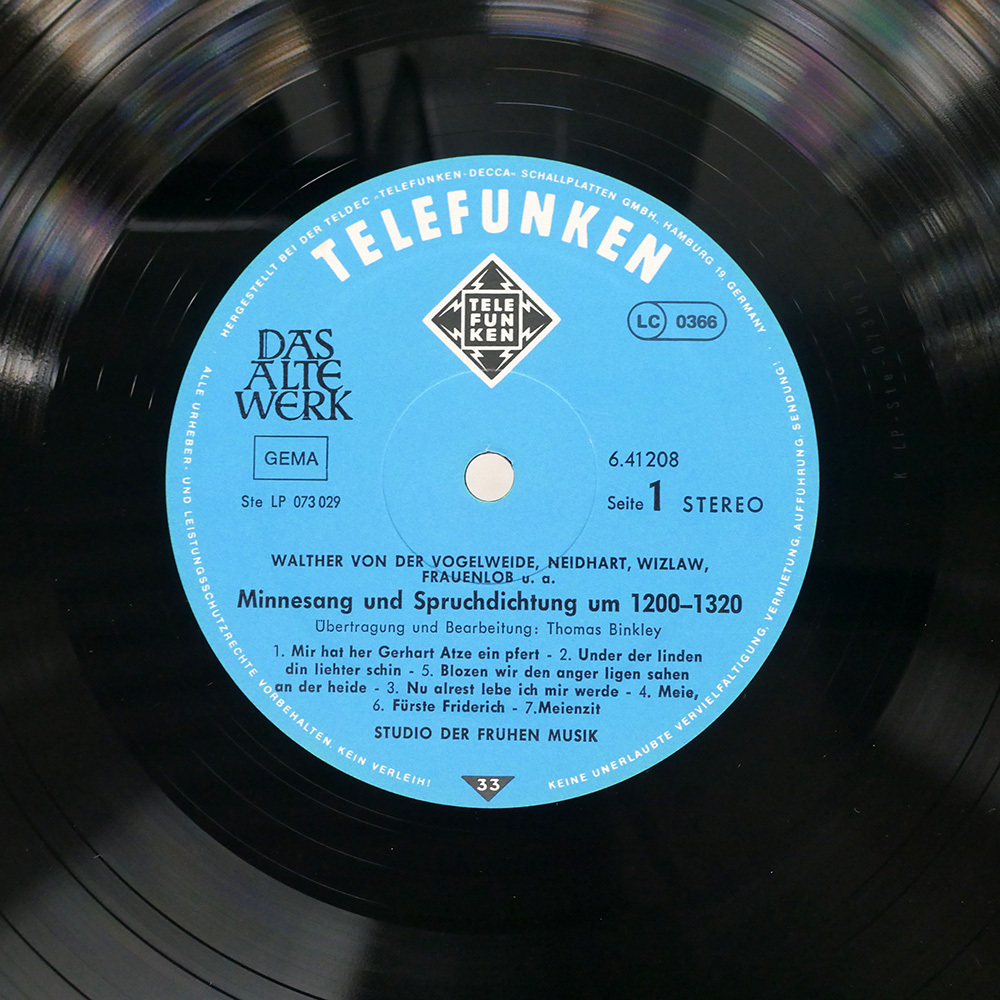 HERGESTELLT BEI DER TELDEC „TELEFUNKEN-DECCA“ SCHALLPLATTEN GMBH., HAMBURG 19, GERMANY ·
TELEFUNKEN
TELE
FUN
KEN
LC 0366
DAS
ALTE
WERK
GEMA
Ste LP 073 029
6.41208
Seite 1 STEREO
WALTHER VON DER VOGELWEIDE, NEIDHART, WIZLAW,
FRAUENLOB u. a.
Minnesang und Spruchdichtung um 1200–1320
Übertragung und Bearbeitung: Thomas Binkley
1. Mir hat her Gerhart Atze ein pfert - 2. Under der linden
din liehter schin - 5. Blozen wir den anger ligen sahen
an der heide - 3. Nu alrest lebe ich mir werde - 4. Meie,
6. Fürste Friderich - 7.Meienzit
STUDIO DER FRUHEN MUSIK
33
ALLE URHEBER- UND LEISTUNGSSCHUTZRECHTE VORBEHALTEN. KEIN VERLEIH!
KEINE UNERLAUBTE VERVIELFÄLTIGUNG, VERMIETUNG, AUFFÜHRUNG, SENDUNG!